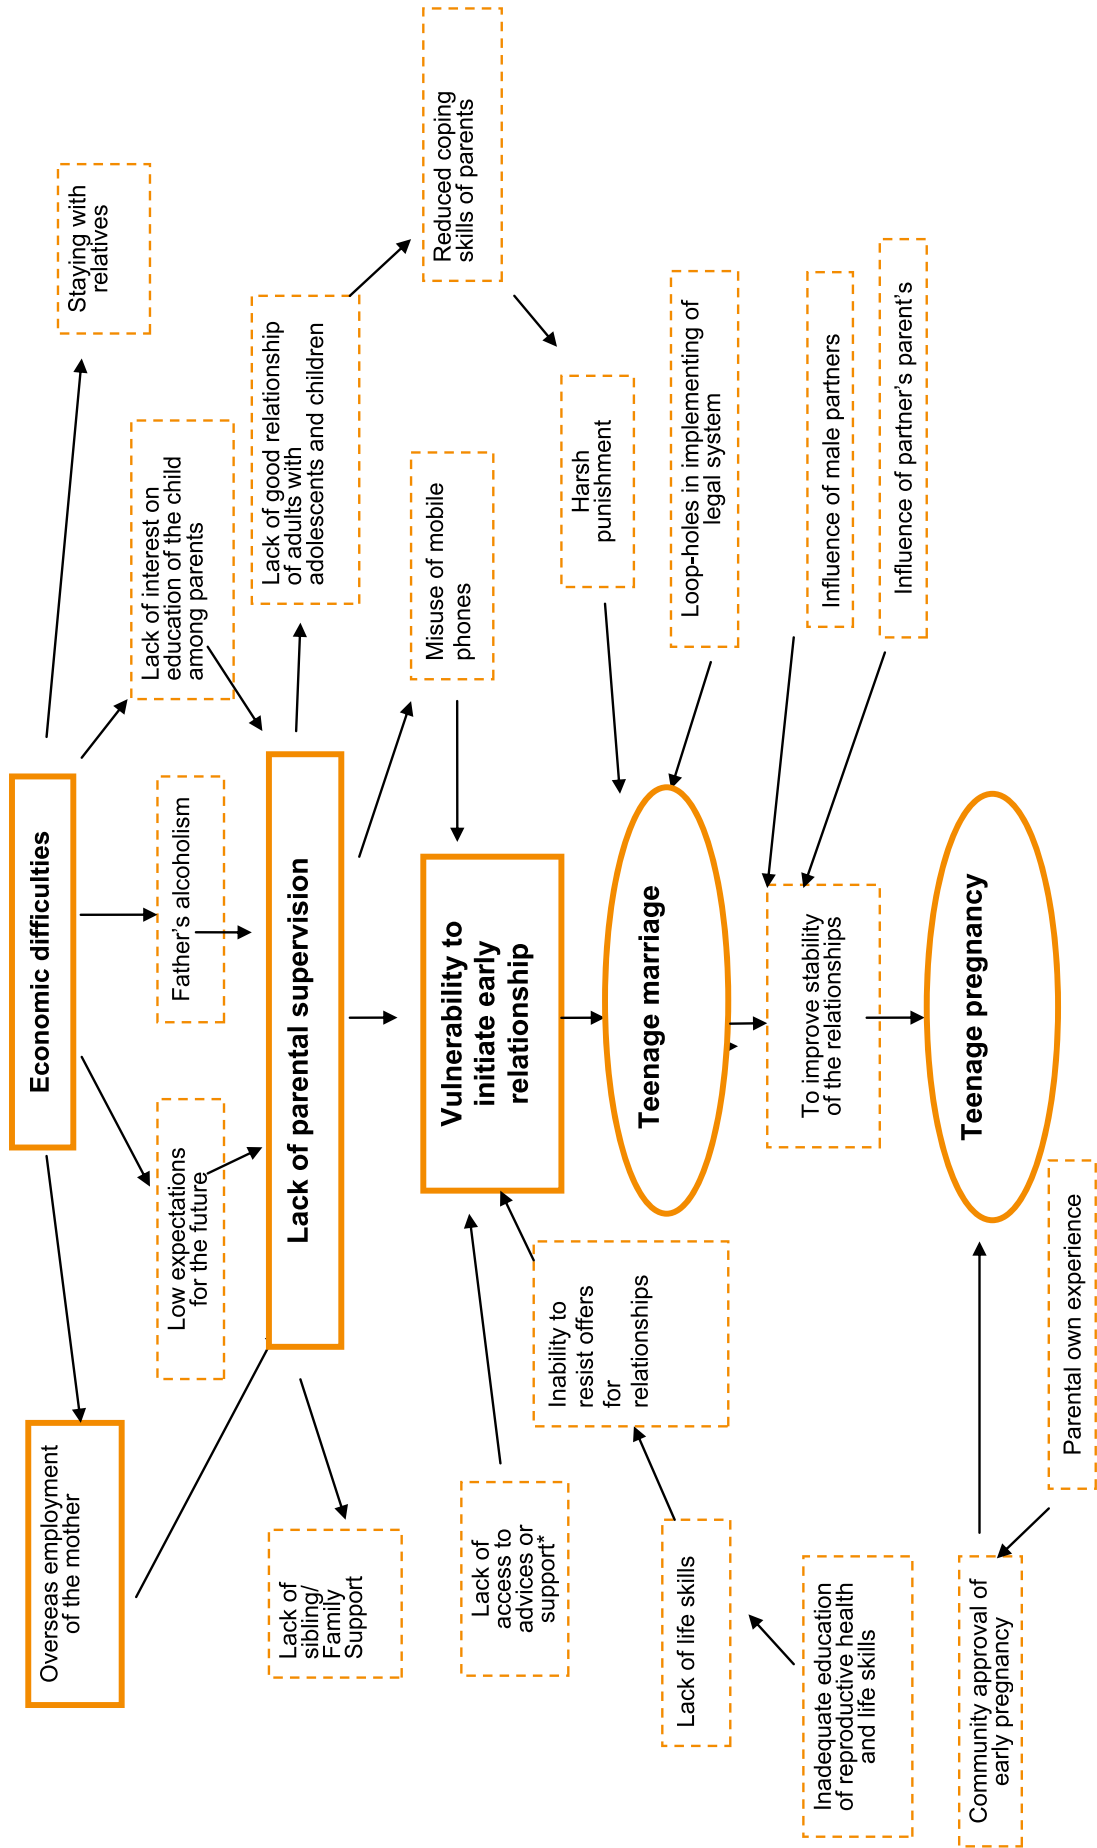 Economic difficulties
Overseas employment
of the mother
Staying with
relatives
Low expectations
for the future
Father's alcoholism
Lack of interest on
education of the child
among parents
Lack of parental supervision
Lack of good relationship
of adults with
adolescents and children
Lack of
sibling/
Family
Support
Reduced coping
skills of parents
Misuse of mobile
phones
Vulnerability to
initiate early
relationship
Lack of
access to
advices or
support*
Inability to
resist offers
for
relationships
Harsh
punishment
Teenage marriage
Lack of life skills
Loop-holes in implementing of
legal system
To improve stability
of the relationships
Influence of male partners
Influence of partner's parent's
Inadequate education
of reproductive health
and life skills
Teenage pregnancy
Community approval of
early pregnancy
Parental own experience